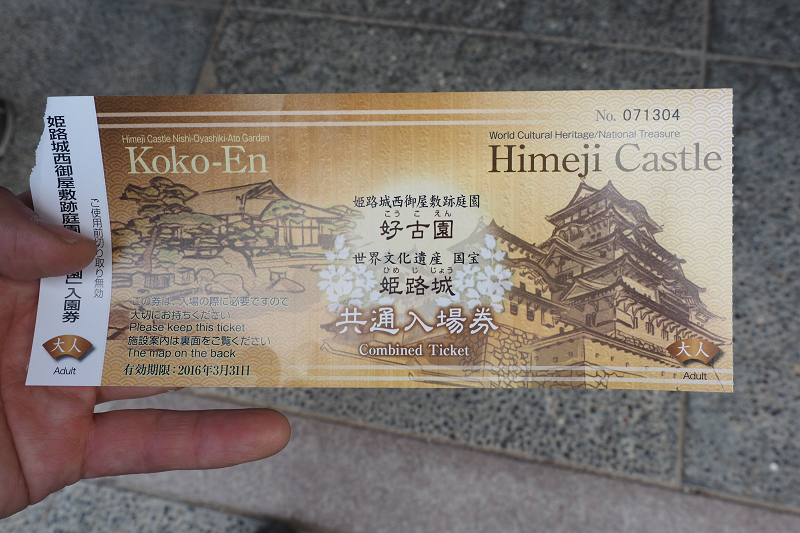 姫路城西御屋敷跡庭園
園」入園券
ご使用前切り取り無効
大人
Adult
No. 071304
Himeji Castle Nishi-Oyashiki-Ato Garden
Koko-En
World Cultural Heritage/National Treasure
Himeji Castle
姫路城西御屋敷跡庭園
こうこえん
好古園
世界文化遺産 国宝
ひめじじょう
姫路城
共通入場券
Combined Ticket
この券は、入場の際に必要ですので
大切にお持ちください
Please keep this ticket
施設案内は裏面をご覧ください
The map on the back
有効期限：2016年3月31日
大人
Adult